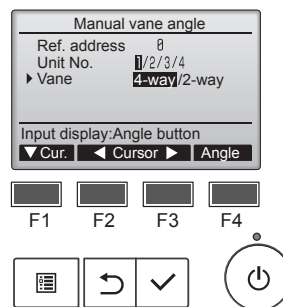 Manual vane angle
Ref. address 0
Unit No. 1/2/3/4
▶ Vane 4-way/2-way
Input display:Angle button
▼ Cur. ◀ Cursor ▶ Angle
F1 F2 F3 F4